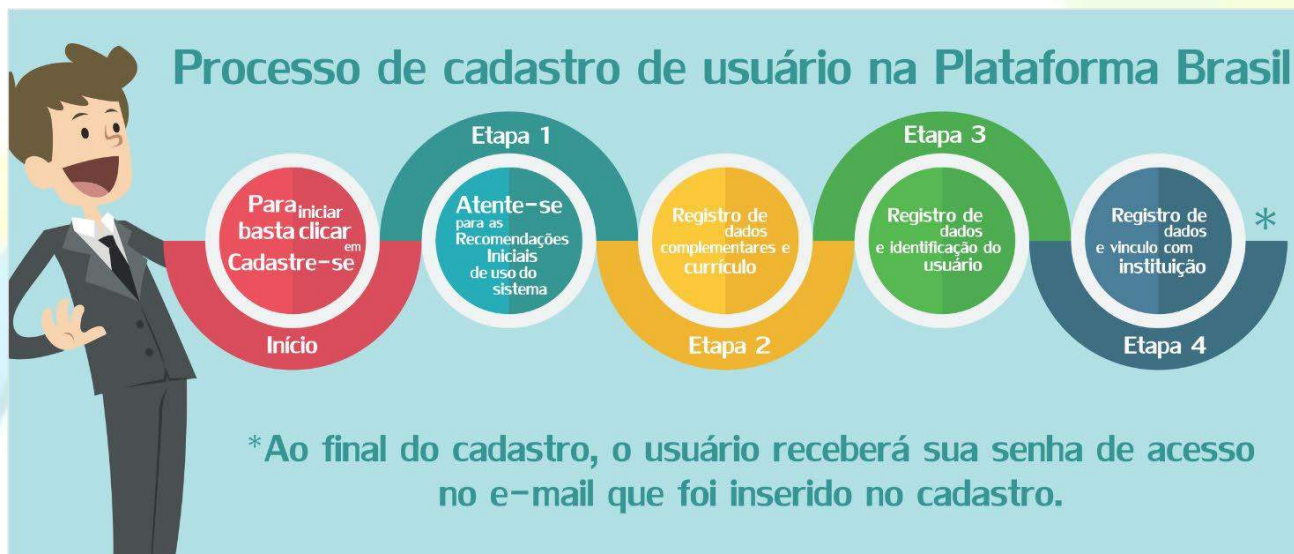 Processo de cadastro de usuário na Plataforma Brasil
Para iniciar
basta clicar
em
Cadastre-se
Início
Etapa 1
Atente-se
para as
Recomendações
Iniciais
de uso do
sistema
Registro de
dados
complementares e
currículo
Etapa 2
Etapa 3
Registro de
dados
e identificação do
usuário
Registro de
dados
e vinculo com
instituição
*
Etapa 4
*Ao final do cadastro, o usuário receberá sua senha de acesso
no e-mail que foi inserido no cadastro.